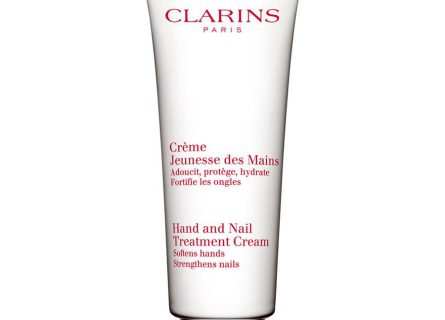 CLARINS
PARIS
Crème
Jeunesse des Mains
Adoucit, protège, hydrate
Fortifie les ongles
Hand and Nail
Treatment Cream
Softens hands
Strengthens nails